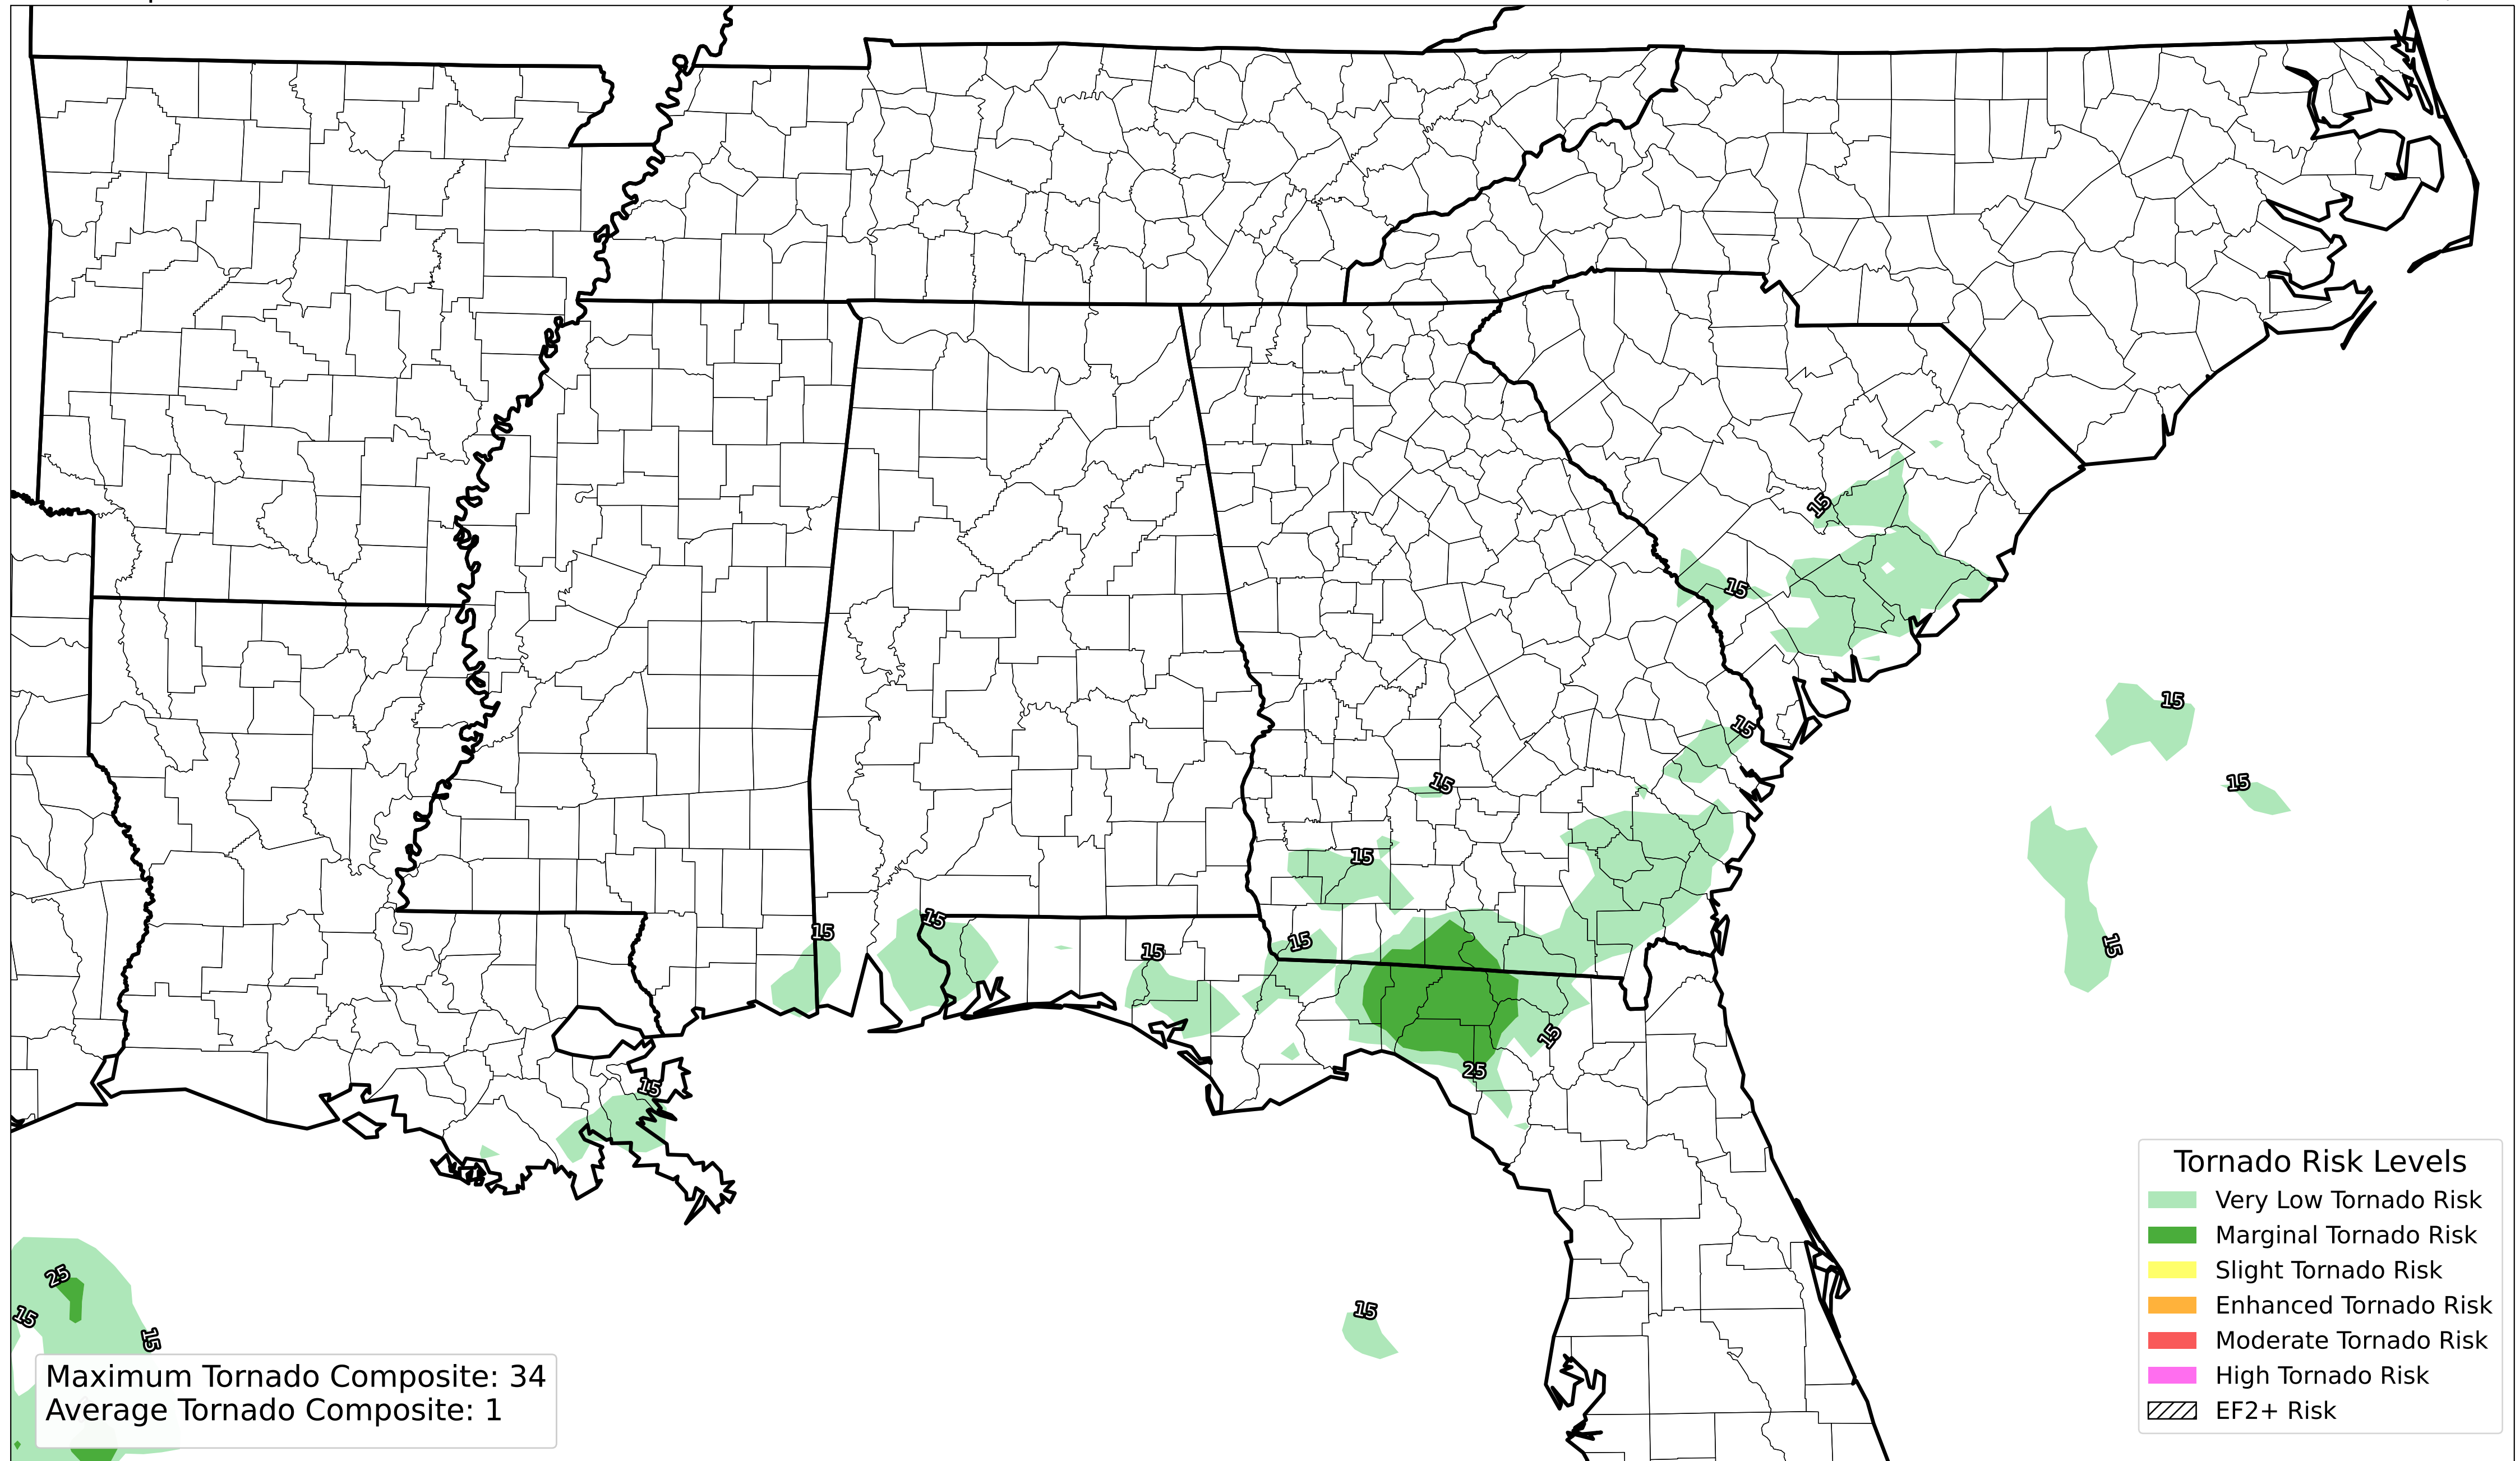 15
15
15
15
15
15
15
15
15
15
15
15
15
25
15
15
25
15
15
15
Maximum Tornado Composite: 34
Average Tornado Composite: 1
Tornado Risk Levels
Very Low Tornado Risk
Marginal Tornado Risk
Slight Tornado Risk
Enhanced Tornado Risk
Moderate Tornado Risk
High Tornado Risk
EF2+ Risk